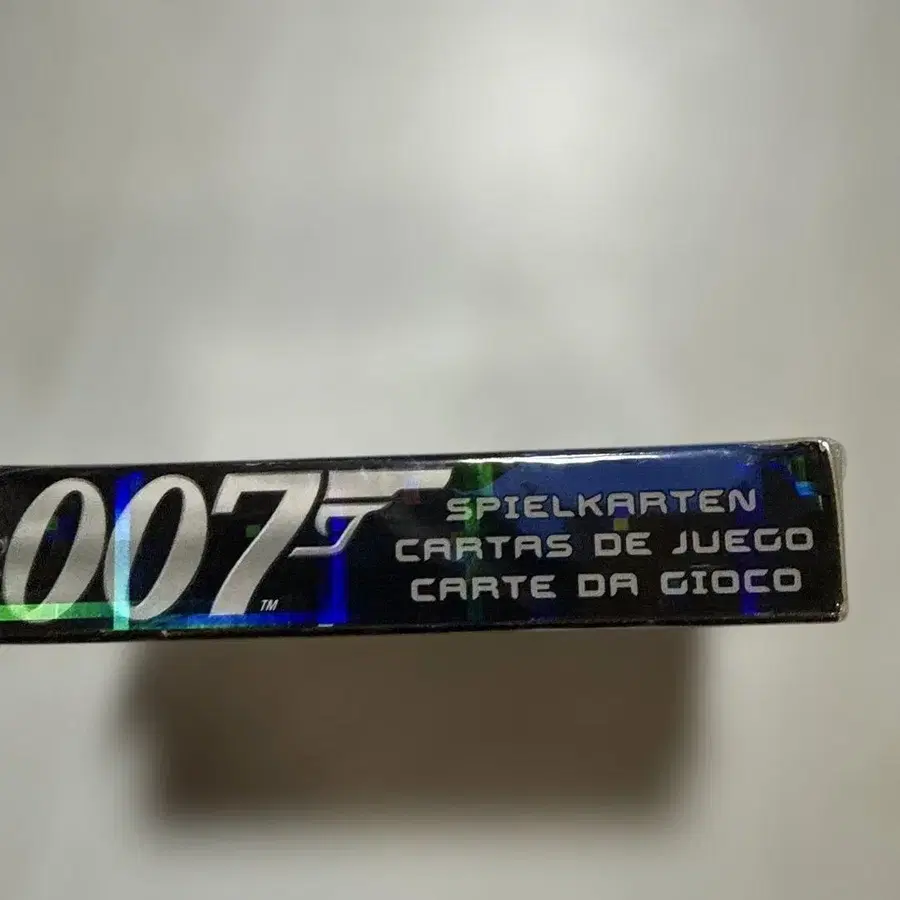 007
TM
SPIELKARTEN
CARTAS DE JUEGO
CARTE DA GIOCO